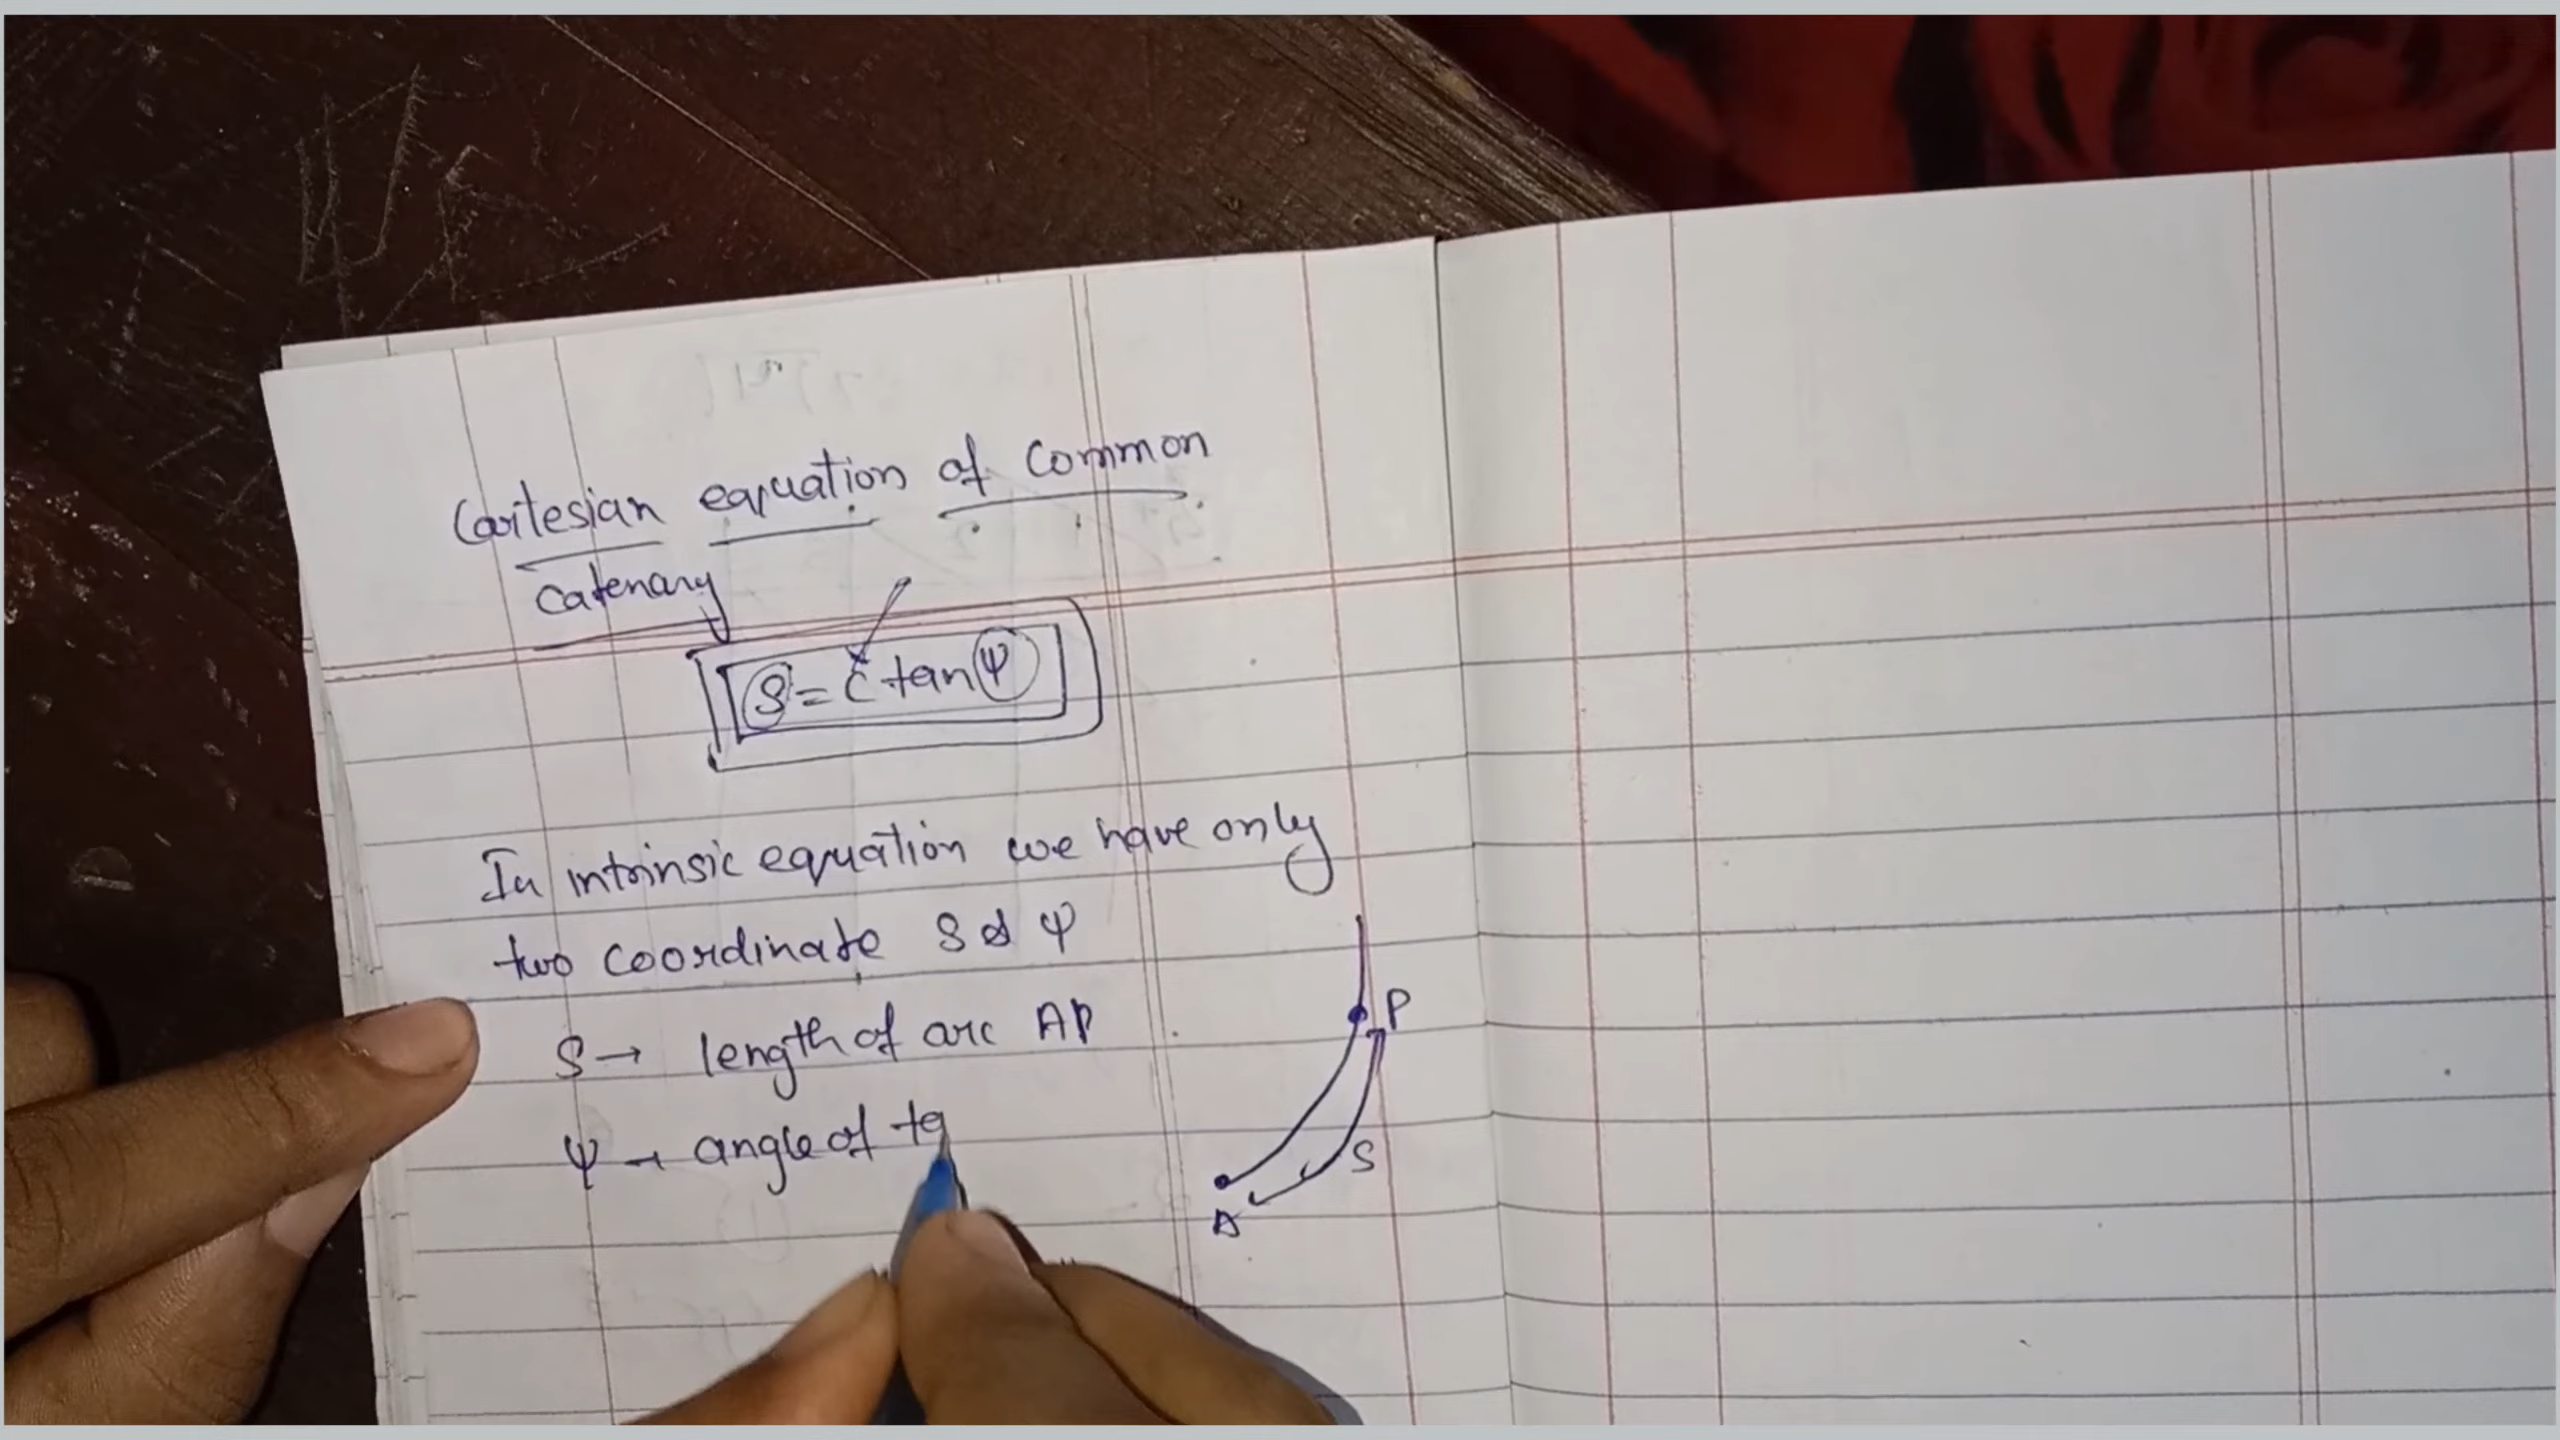 Cartesian equation of Common
Catenary
S = C tan ψ
In intrinsic equation we have only
two coordinate S & ψ
S → length of arc AP
ψ → angle of tg
P
S
A